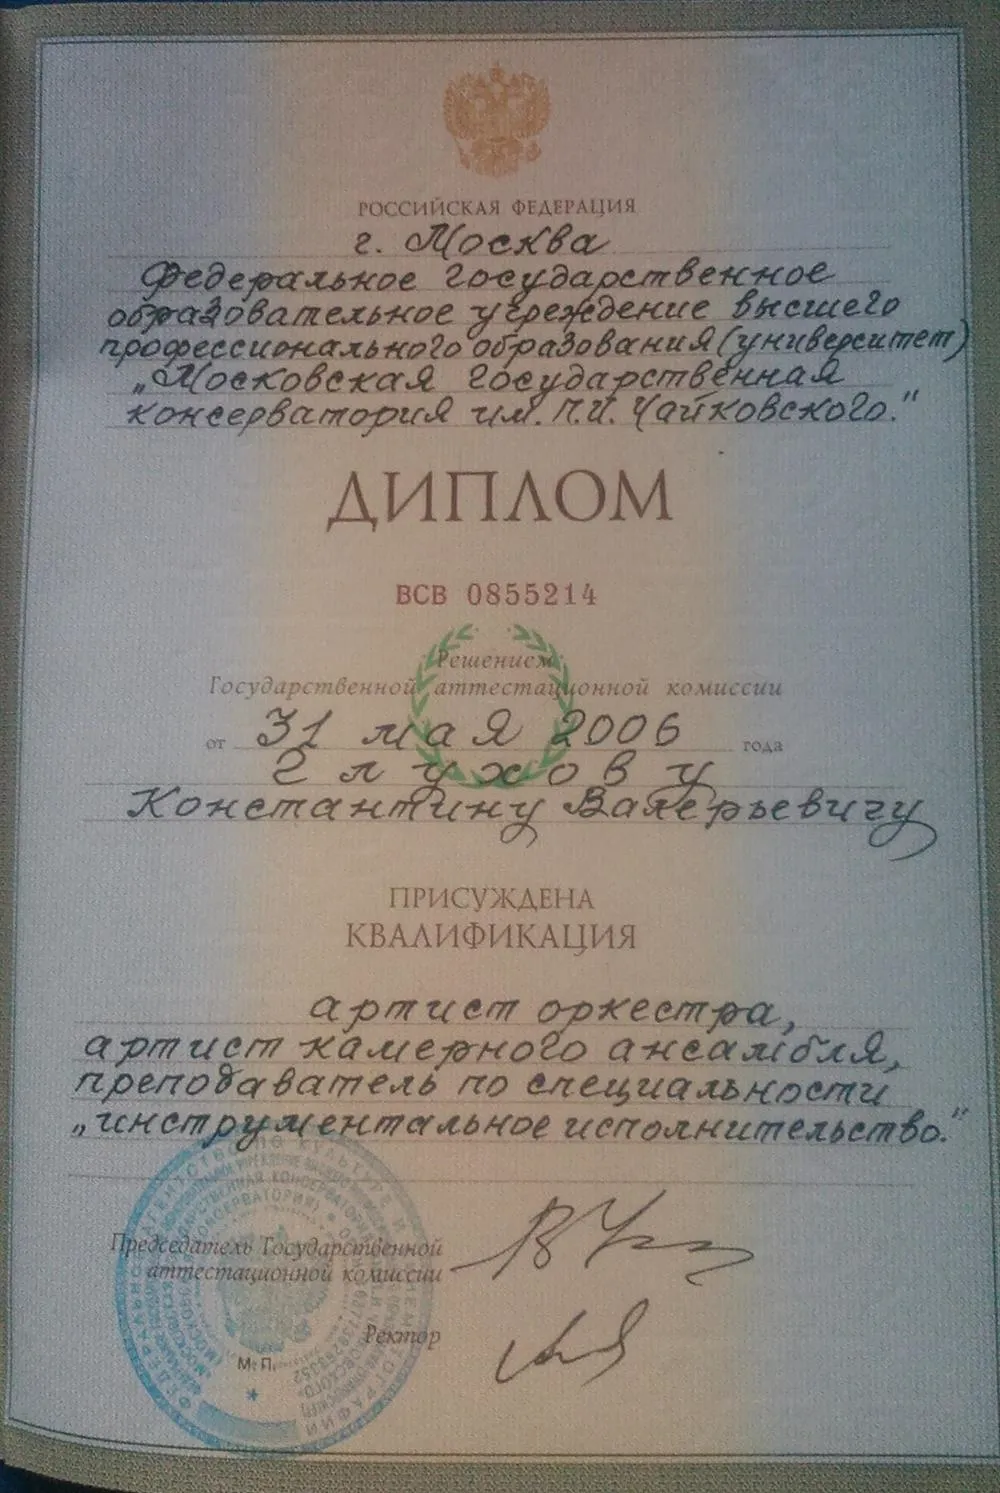 РОССИЙСКАЯ ФЕДЕРАЦИЯ
г. Москва
Федеральное государственное
образовательное учреждение высшего
профессионального образования (университет)
„Московская государственная
консерватория им. П.И. Чайковского."
ДИПЛОМ
ВСВ 0855214
Решением
Государственной аттестационной комиссии
от 31 мая 2006 года
Глухову
Константину Валерьевичу
ПРИСУЖДЕНА
КВАЛИФИКАЦИЯ
артист оркестра,
артист камерного ансамбля,
преподаватель по специальности
„инструментальное исполнительство."
Председатель Государственной
аттестационной комиссии
Ректор
М. П.